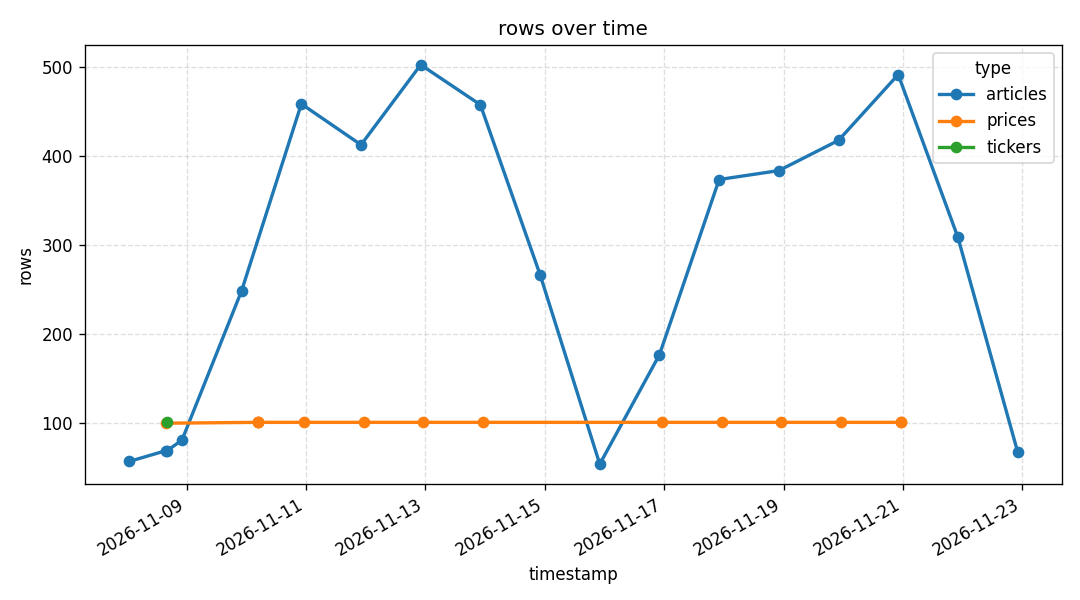 rows over time
500
400
300
200
100
rows
type
articles
prices
tickers
2026-11-09
2026-11-11
2026-11-13
2026-11-15
2026-11-17
2026-11-19
2026-11-21
2026-11-23
timestamp